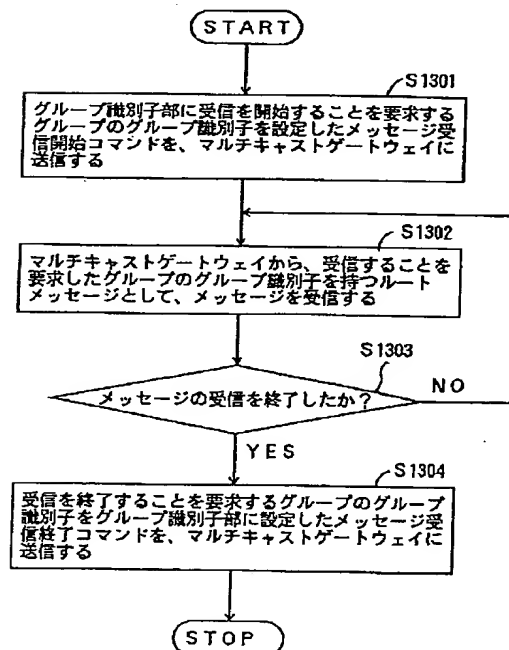 START
S1301
グループ識別子部に受信を開始することを要求する
グループのグループ識別子を設定したメッセージ受
信開始コマンドを、マルチキャストゲートウェイに
送信する
S1302
マルチキャストゲートウェイから、受信することを
要求したグループのグループ識別子を持つルート
メッセージとして、メッセージを受信する
S1303
メッセージの受信を終了したか？
NO
YES
S1304
受信を終了することを要求するグループのグループ
識別子をグループ識別子部に設定したメッセージ受
信終了コマンドを、マルチキャストゲートウェイに
送信する
STOP